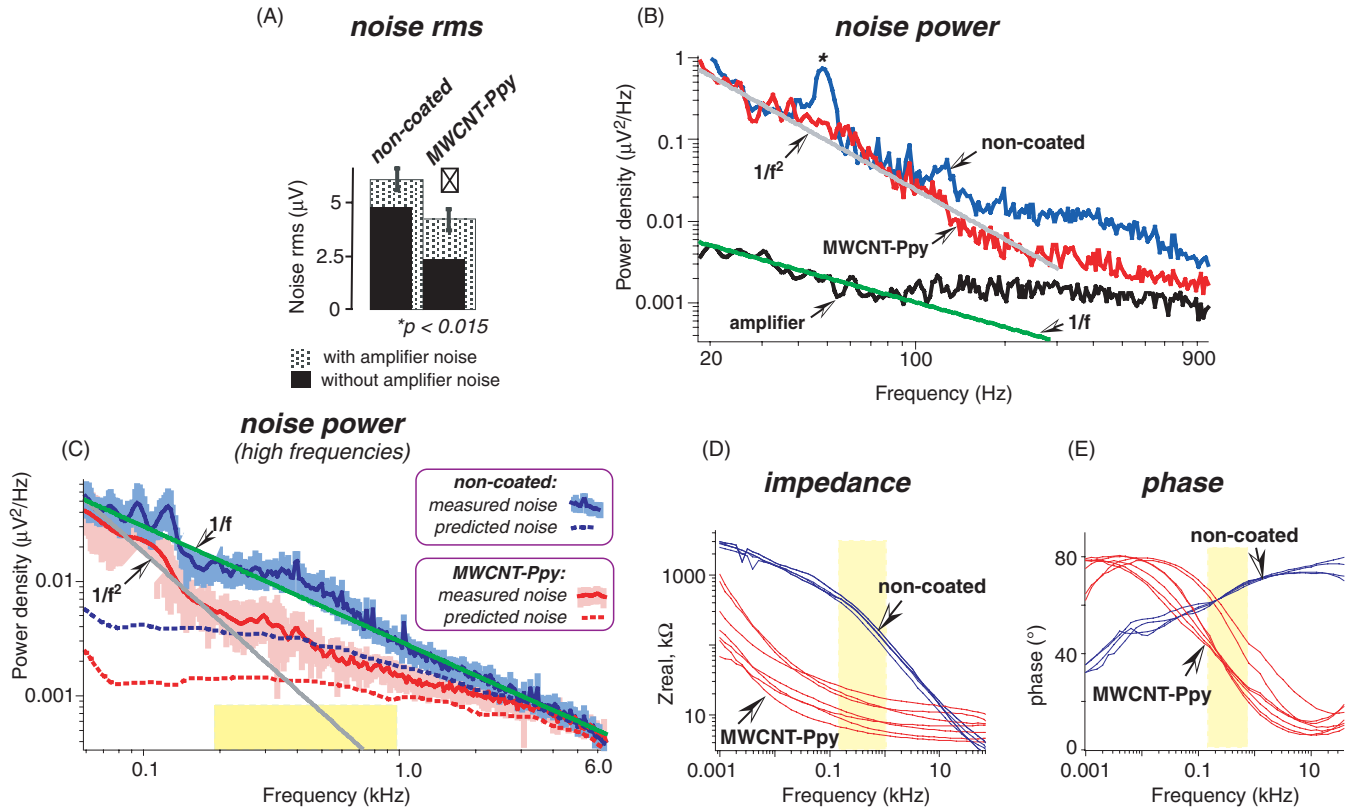 (A)
noise rms
non-coated
MWCNT-Ppy
Noise rms (μV)
5
2.5
0
*p < 0.015
with amplifier noise
without amplifier noise
(B)
noise power
Power density (μV²/Hz)
1
0.1
0.01
0.001
*
1/f²
non-coated
MWCNT-Ppy
amplifier
1/f
20
100
900
Frequency (Hz)
(C)
noise power
(high frequencies)
Power density (μV²/Hz)
0.01
0.001
1/f
1/f²
non-coated:
measured noise
predicted noise
MWCNT-Ppy:
measured noise
predicted noise
0.1
1.0
6.0
Frequency (kHz)
(D)
impedance
Zreal, kΩ
1000
100
10
non-coated
MWCNT-Ppy
0.001
0.1
10
Frequency (kHz)
(E)
phase
phase (°)
80
40
0
non-coated
MWCNT-Ppy
0.001
0.1
10
Frequency (kHz)